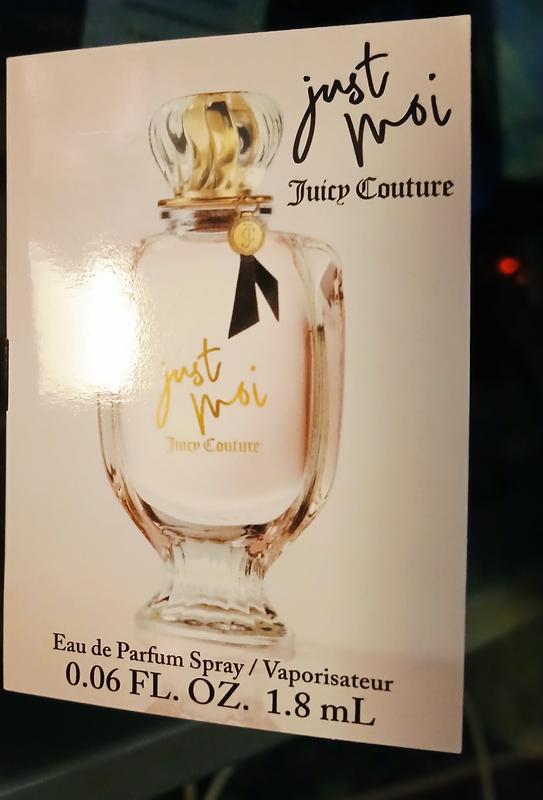 just
moi
Juicy Couture
just
moi
Juicy Couture
Eau de Parfum Spray / Vaporisateur
0.06 FL. OZ. 1.8 mL